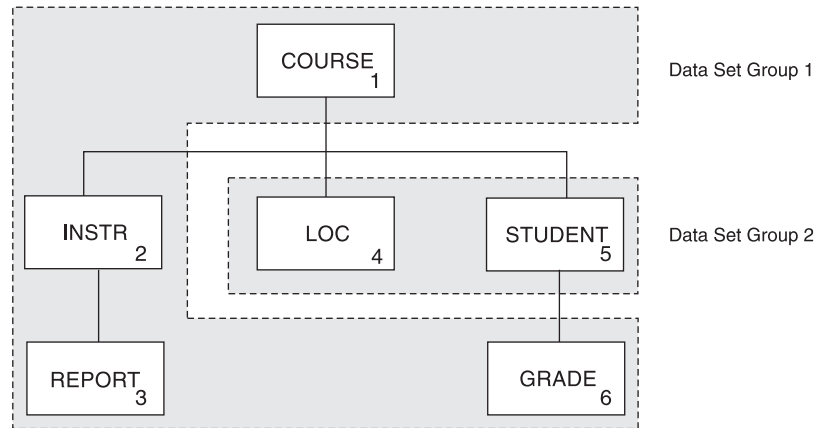 COURSE
1
Data Set Group 1
INSTR
2
LOC
4
STUDENT
5
Data Set Group 2
REPORT
3
GRADE
6